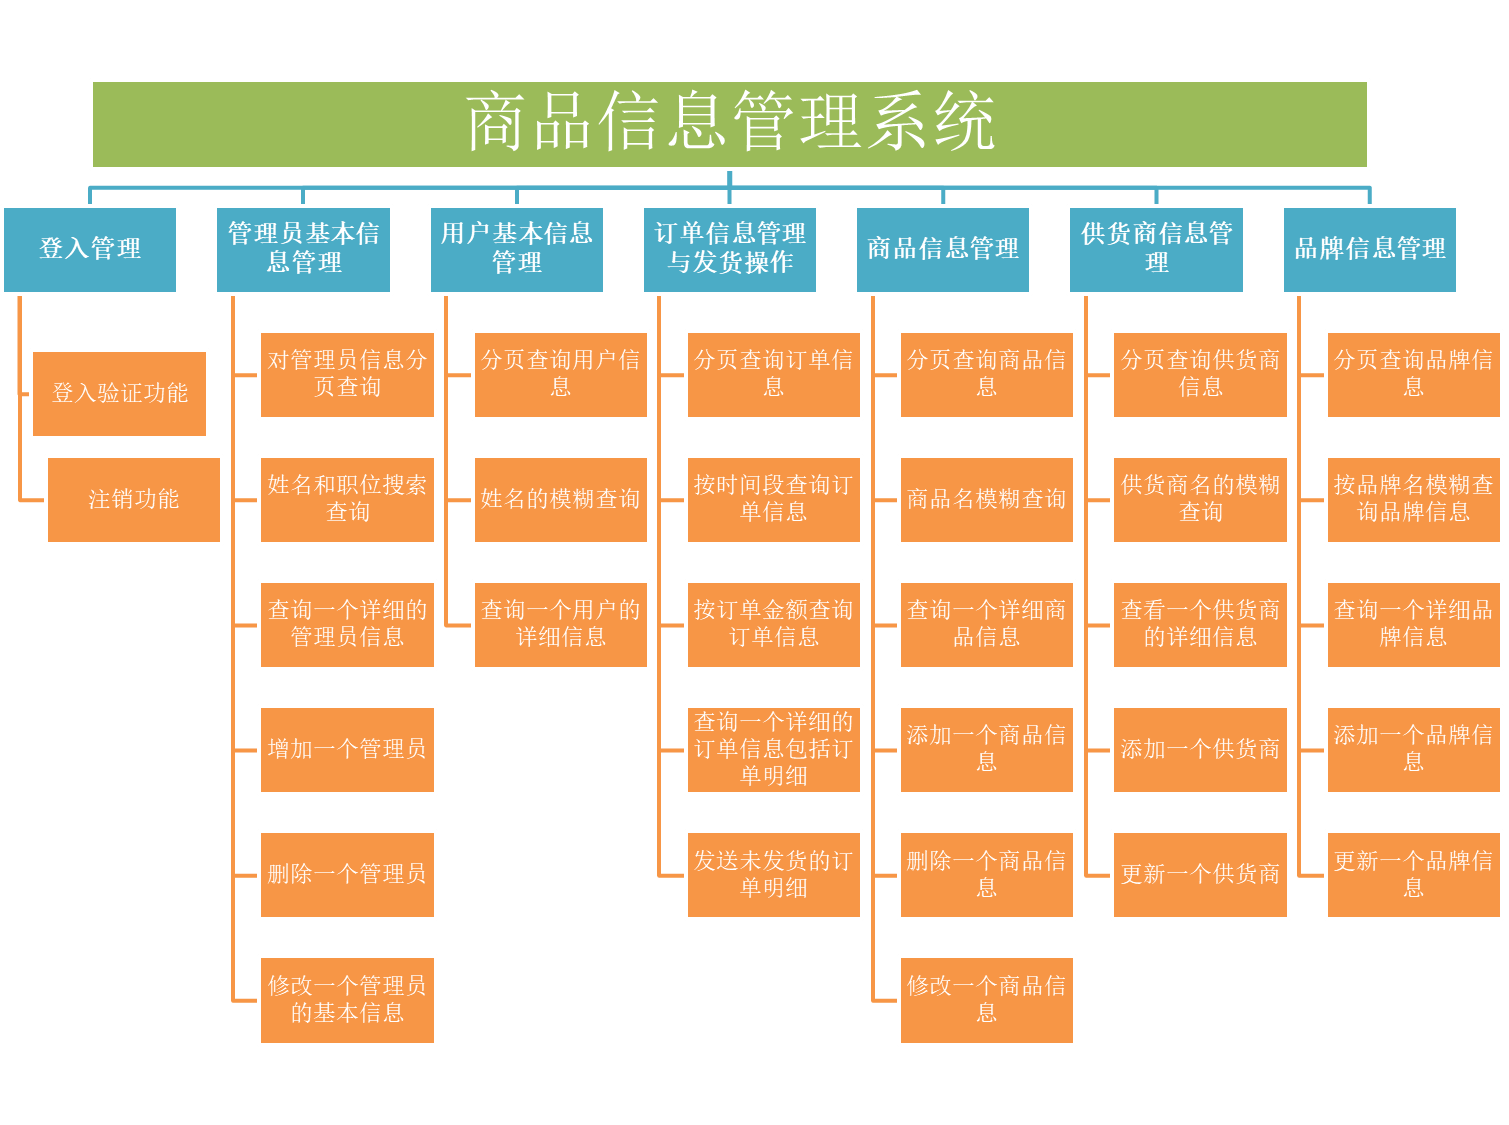 商品信息管理系统
登入管理
登入验证功能
注销功能
管理员基本信
息管理
对管理员信息分
页查询
姓名和职位搜索
查询
查询一个详细的
管理员信息
增加一个管理员
删除一个管理员
修改一个管理员
的基本信息
用户基本信息
管理
分页查询用户信
息
姓名的模糊查询
查询一个用户的
详细信息
订单信息管理
与发货操作
分页查询订单信
息
按时间段查询订
单信息
按订单金额查询
订单信息
查询一个详细的
订单信息包括订
单明细
发送未发货的订
单明细
商品信息管理
分页查询商品信
息
商品名模糊查询
查询一个详细商
品信息
添加一个商品信
息
删除一个商品信
息
修改一个商品信
息
供货商信息管
理
分页查询供货商
信息
供货商名的模糊
查询
查看一个供货商
的详细信息
添加一个供货商
更新一个供货商
品牌信息管理
分页查询品牌信
息
按品牌名模糊查
询品牌信息
查询一个详细品
牌信息
添加一个品牌信
息
更新一个品牌信
息